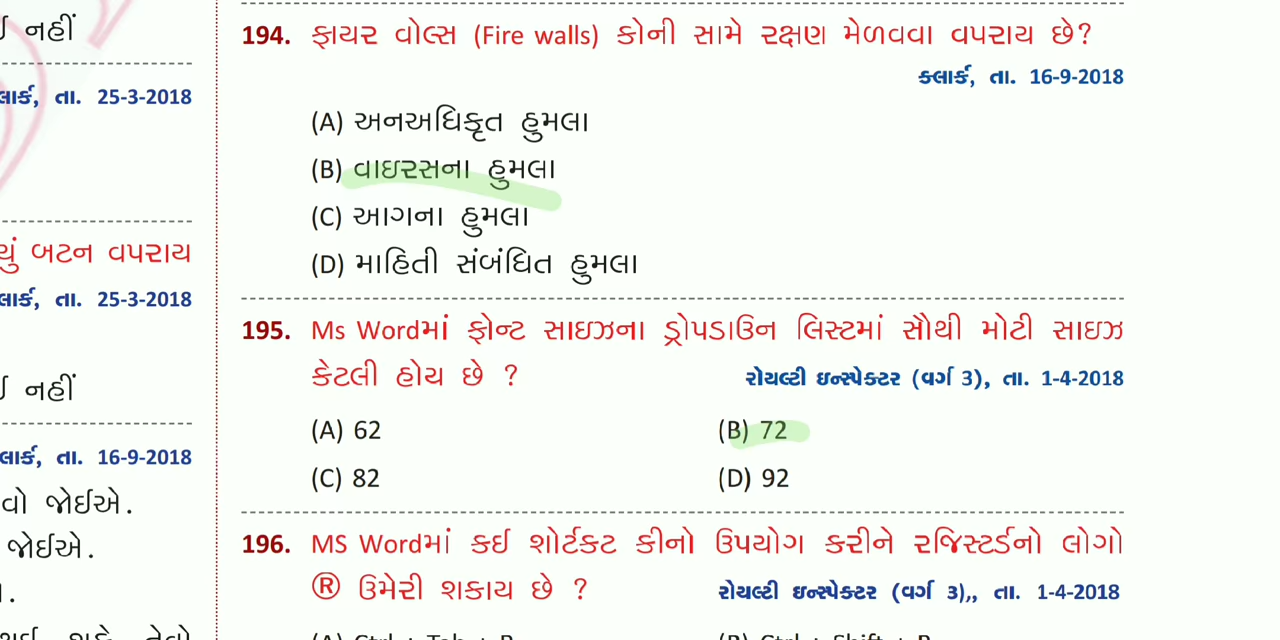 નહીં
તા. 25-3-2018
બટન વપરાય
તા. 25-3-2018
નહીં
તા. 16-9-2018
જોઈએ.
જોઈએ.
194. ફાયર વોલ્સ (Fire walls) કોની સામે રક્ષણ મેળવવા વપરાય છે?
ક્લાર્ક, તા. 16-9-2018
(A) અનઅધિકૃત હુમલા
(B) વાઇરસના હુમલા
(C) આગના હુમલા
(D) માહિતી સંબંધિત હુમલા
195. Ms Wordમાં ફોન્ટ સાઇઝના ડ્રોપડાઉન લિસ્ટમાં સૌથી મોટી સાઇઝ
કેટલી હોય છે ? રોયલ્ટી ઇન્સ્પેક્ટર (વર્ગ 3), તા. 1-4-2018
(A) 62 (B) 72
(C) 82 (D) 92
196. MS Wordમાં કઈ શોર્ટકટ કીનો ઉપયોગ કરીને રજિસ્ટર્ડનો લોગો
® ઉમેરી શકાય છે ? રોયલ્ટી ઇન્સ્પેક્ટર (વર્ગ ૩),, તા. 1-4-2018